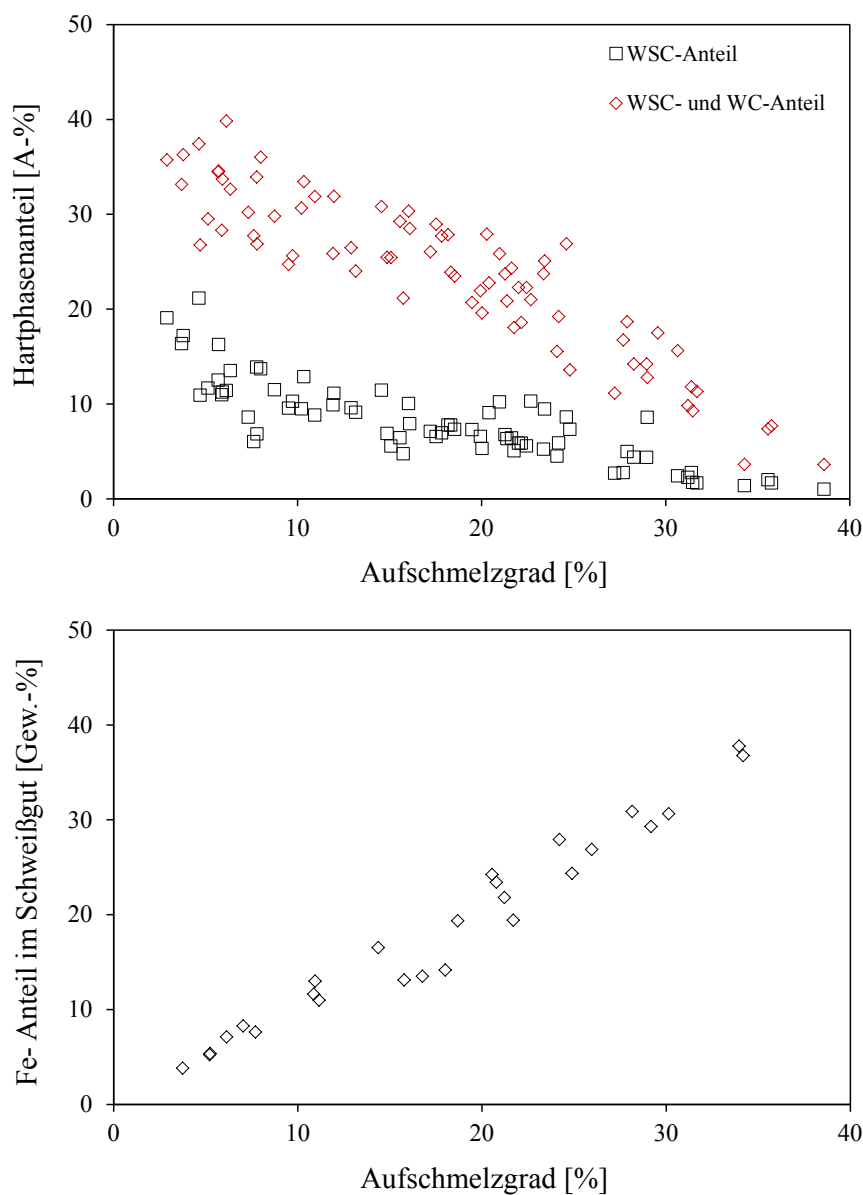 50
40
30
20
10
0
Hartphasenanteil [A-%]
WSC-Anteil
WSC- und WC-Anteil
0 10 20 30 40
Aufschmelzgrad [%]
50
40
30
20
10
0
Fe- Anteil im Schweißgut [Gew.-%]
0 10 20 30 40
Aufschmelzgrad [%]